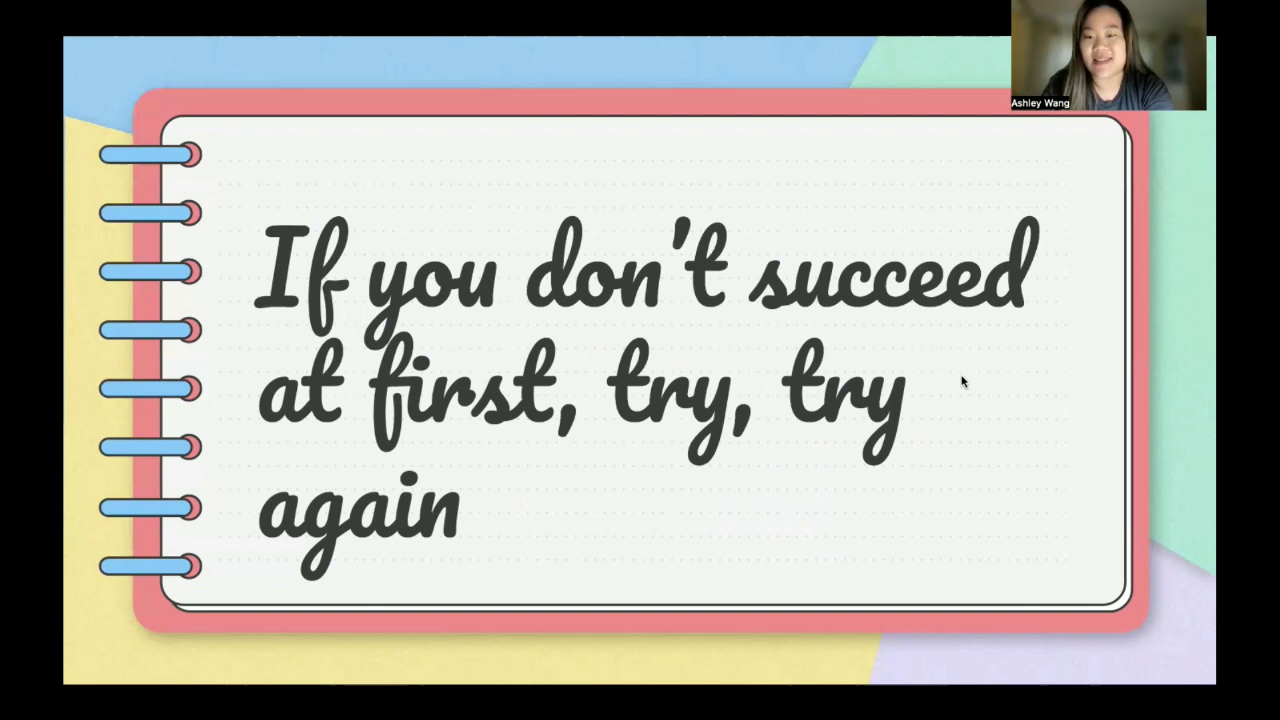 Ashley Wang
If you don't succeed
at first, try, try
again